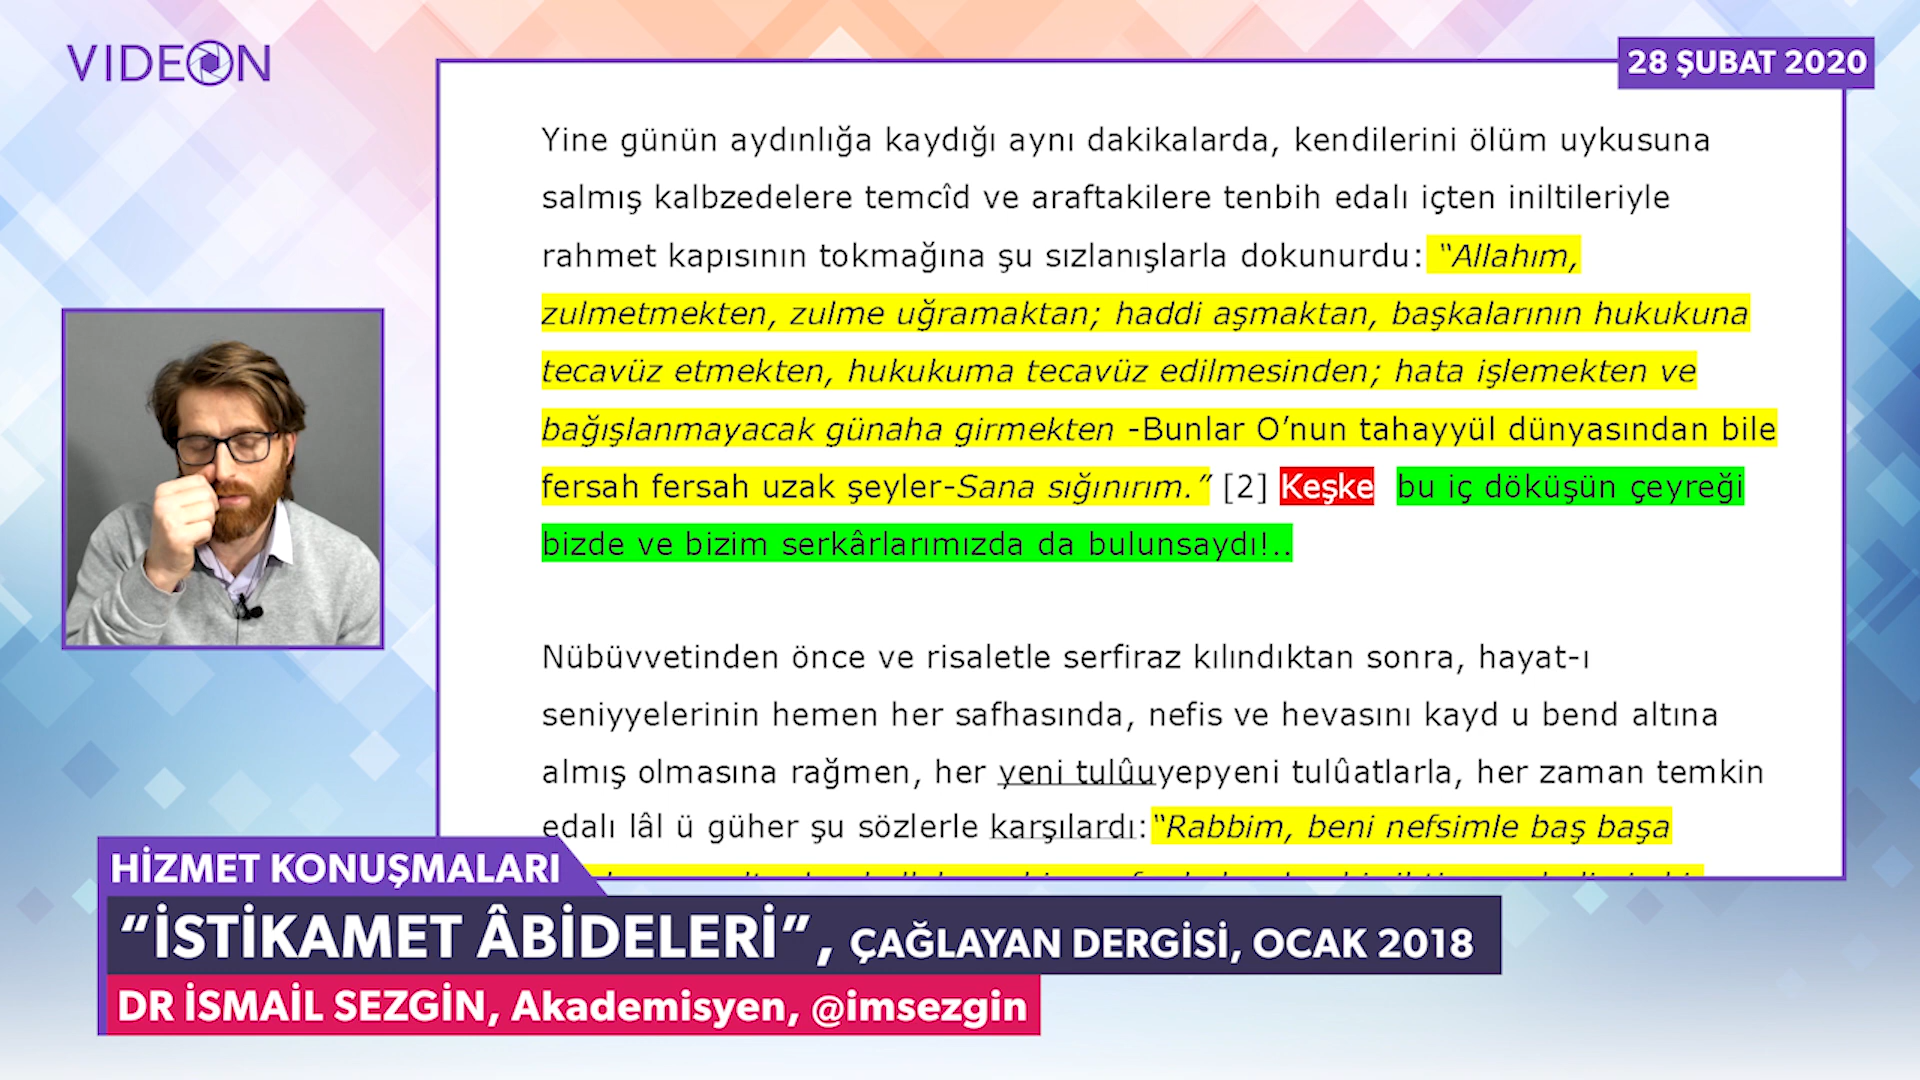 VIDEON
28 ŞUBAT 2020
Yine günün aydınlığa kaydığı aynı dakikalarda, kendilerini ölüm uykusuna
salmış kalbzedelere temcîd ve araftakilere tenbih edalı içten iniltileriyle
rahmet kapısının tokmağına şu sızlanışlarla dokunurdu: “Allahım,
zulmetmekten, zulme uğramaktan; haddi aşmaktan, başkalarının hukukuna
tecavüz etmekten, hukukuma tecavüz edilmesinden; hata işlemekten ve
bağışlanmayacak günaha girmekten -Bunlar O’nun tahayyül dünyasından bile
fersah fersah uzak şeyler-Sana sığınırım.” [2] Keşke bu iç döküşün çeyreği
bizde ve bizim serkârlarımızda da bulunsaydı!..
Nübüvvetinden önce ve risaletle serfiraz kılındıktan sonra, hayat-ı
seniyyelerinin hemen her safhasında, nefis ve hevasını kayd u bend altına
almış olmasına rağmen, her yeni tulûuyepyeni tulûatlarla, her zaman temkin
edalı lâl ü güher şu sözlerle karşılardı: “Rabbim, beni nefsimle baş başa
HİZMET KONUŞMALARI
“İSTİKAMET ÂBİDELERİ”, ÇAĞLAYAN DERGİSİ, OCAK 2018
DR İSMAİL SEZGİN, Akademisyen, @imsezgin